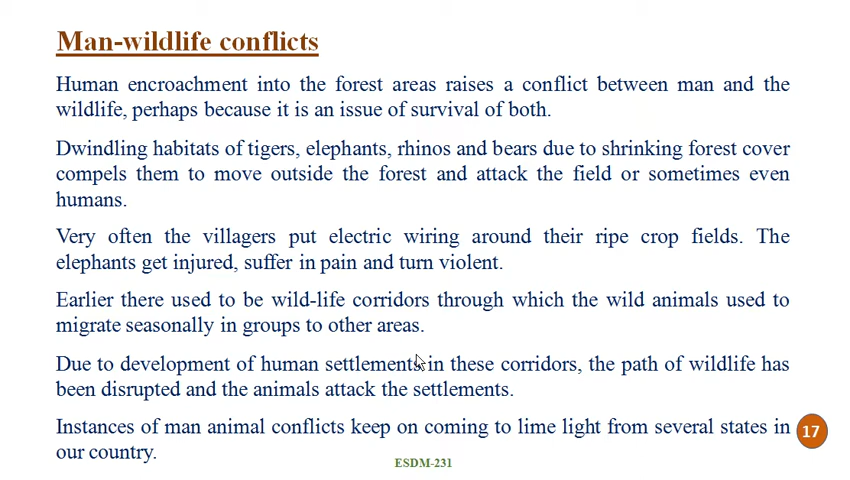 Man-wildlife conflicts
Human encroachment into the forest areas raises a conflict between man and the
wildlife, perhaps because it is an issue of survival of both.
Dwindling habitats of tigers, elephants, rhinos and bears due to shrinking forest cover
compels them to move outside the forest and attack the field or sometimes even
humans.
Very often the villagers put electric wiring around their ripe crop fields. The
elephants get injured, suffer in pain and turn violent.
Earlier there used to be wild-life corridors through which the wild animals used to
migrate seasonally in groups to other areas.
Due to development of human settlements in these corridors, the path of wildlife has
been disrupted and the animals attack the settlements.
Instances of man animal conflicts keep on coming to lime light from several states in
our country.
17
ESDM-231